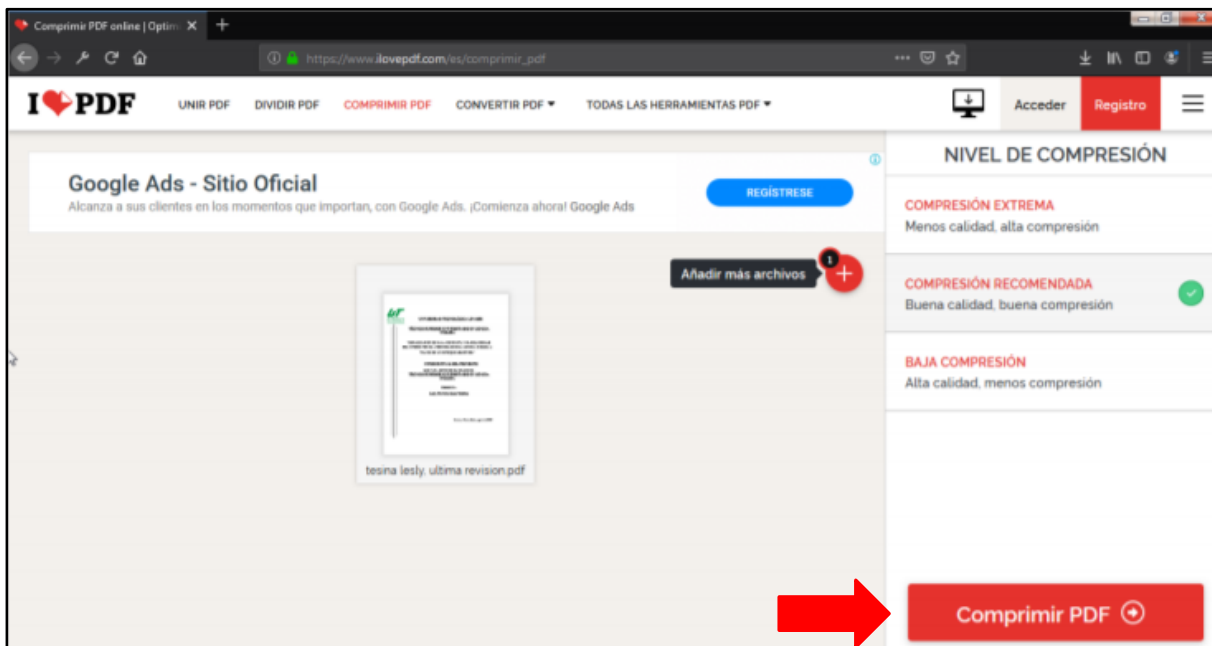 Comprimir PDF online | Optim
https://www.ilovepdf.com/es/comprimir_pdf
I PDF
UNIR PDF
DIVIDIR PDF
COMPRIMIR PDF
CONVERTIR PDF
TODAS LAS HERRAMIENTAS PDF
Acceder
Registro
Google Ads - Sitio Oficial
Alcanza a sus clientes en los momentos que importan, con Google Ads. ¡Comienza ahora! Google Ads
REGÍSTRESE
Añadir más archivos
1
tesina lesly. ultima revision.pdf
NIVEL DE COMPRESIÓN
COMPRESIÓN EXTREMA
Menos calidad, alta compresión
COMPRESIÓN RECOMENDADA
Buena calidad, buena compresión
BAJA COMPRESIÓN
Alta calidad, menos compresión
Comprimir PDF